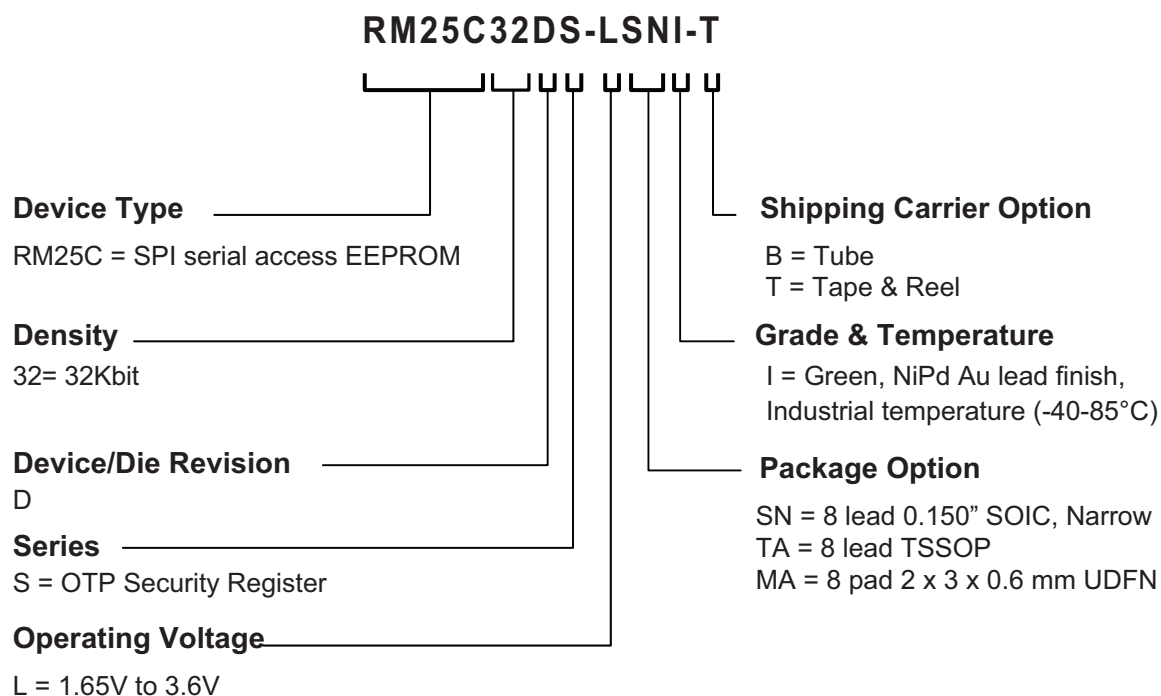 RM25C32DS-LSNI-T
Device Type
RM25C = SPI serial access EEPROM
Density
32= 32Kbit
Device/Die Revision
D
Series
S = OTP Security Register
Operating Voltage
L = 1.65V to 3.6V
Shipping Carrier Option
B = Tube
T = Tape & Reel
Grade & Temperature
I = Green, NiPd Au lead finish,
Industrial temperature (-40-85°C)
Package Option
SN = 8 lead 0.150” SOIC, Narrow
TA = 8 lead TSSOP
MA = 8 pad 2 x 3 x 0.6 mm UDFN